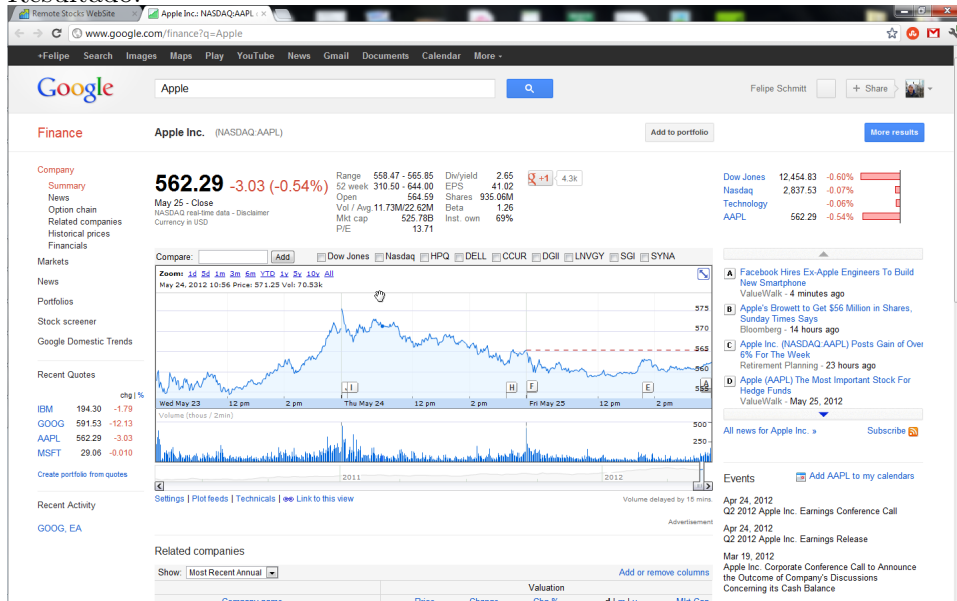 Resultado:
Remote Stocks WebSite
Apple Inc.: NASDAQ:AAPL
www.google.com/finance?q=Apple
+Felipe Search Images Maps Play YouTube News Gmail Documents Calendar More
Google
Apple
Felipe Schmitt
+ Share
Finance
Apple Inc. (NASDAQ:AAPL)
Add to portfolio
More results
Company
Summary
News
Option chain
Related companies
Historical prices
Financials
Markets
News
Portfolios
Stock screener
Google Domestic Trends
Recent Quotes
chg | %
IBM 194.30 -1.79
GOOG 591.53 -12.13
AAPL 562.29 -3.03
MSFT 29.06 -0.010
Create portfolio from quotes
Recent Activity
GOOG, EA
562.29 -3.03 (-0.54%)
May 25 - Close
NASDAQ real-time data - Disclaimer
Currency in USD
Range 558.47 - 565.85
52 week 310.50 - 644.00
Open 564.59
Vol / Avg 11.73M/22.62M
Mkt cap 525.78B
P/E 13.71
Div/yield 2.65
EPS 41.02
Shares 935.06M
Beta 1.26
Inst. own 69%
+1 4.3k
Dow Jones 12,454.83 -0.60%
Nasdaq 2,837.53 -0.07%
Technology -0.06%
AAPL 562.29 -0.54%
Compare: Add Dow Jones Nasdaq HPQ DELL CCUR DGII LNVGY SGI SYNA
Zoom: 1d 5d 1m 3m 6m YTD 1y 5y 10y All
May 24, 2012 10:56 Price: 571.25 Vol: 70.53k
575
570
565
560
I H F E A
Wed May 23 12 pm 2 pm Thu May 24 12 pm 2 pm Fri May 25 12 pm 2 pm
Volume (thous / 2min)
500
250
2011 2012
Settings | Plot feeds | Technicals | Link to this view
Volume delayed by 15 mins
Advertisement
Related companies
Show: Most Recent Annual
Add or remove columns
Valuation
Company name Price Change Chg % d | m | y Mkt Cap
A Facebook Hires Ex-Apple Engineers To Build
New Smartphone
ValueWalk - 4 minutes ago
B Apple's Browett to Get $56 Million in Shares,
Sunday Times Says
Bloomberg - 14 hours ago
C Apple Inc. (NASDAQ:AAPL) Posts Gain of Over
6% For The Week
Retirement Planning - 23 hours ago
D Apple (AAPL) The Most Important Stock For
Hedge Funds
ValueWalk - May 25, 2012
All news for Apple Inc. »
Subscribe
Events
Add AAPL to my calendars
Apr 24, 2012
Q2 2012 Apple Inc. Earnings Conference Call
Apr 24, 2012
Q2 2012 Apple Inc. Earnings Release
Mar 19, 2012
Apple Inc. Corporate Conference Call to Announce
the Outcome of Company's Discussions
Concerning its Cash Balance